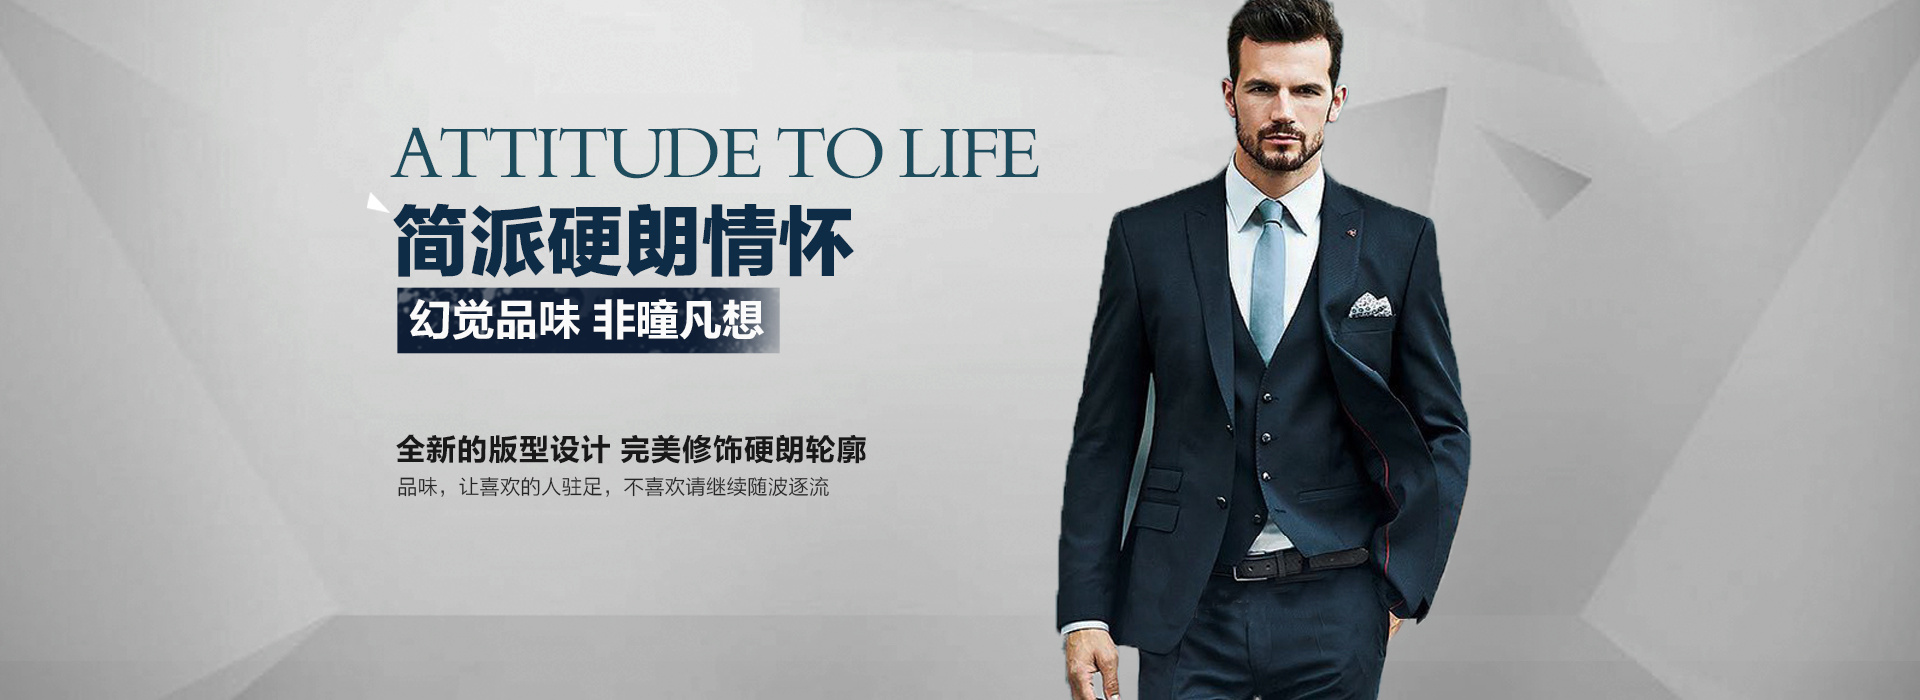 ATTITUDE TO LIFE
简派硬朗情怀
幻觉品味 非瞳凡想
全新的版型设计 完美修饰硬朗轮廓
品味，让喜欢的人驻足，不喜欢请继续随波逐流